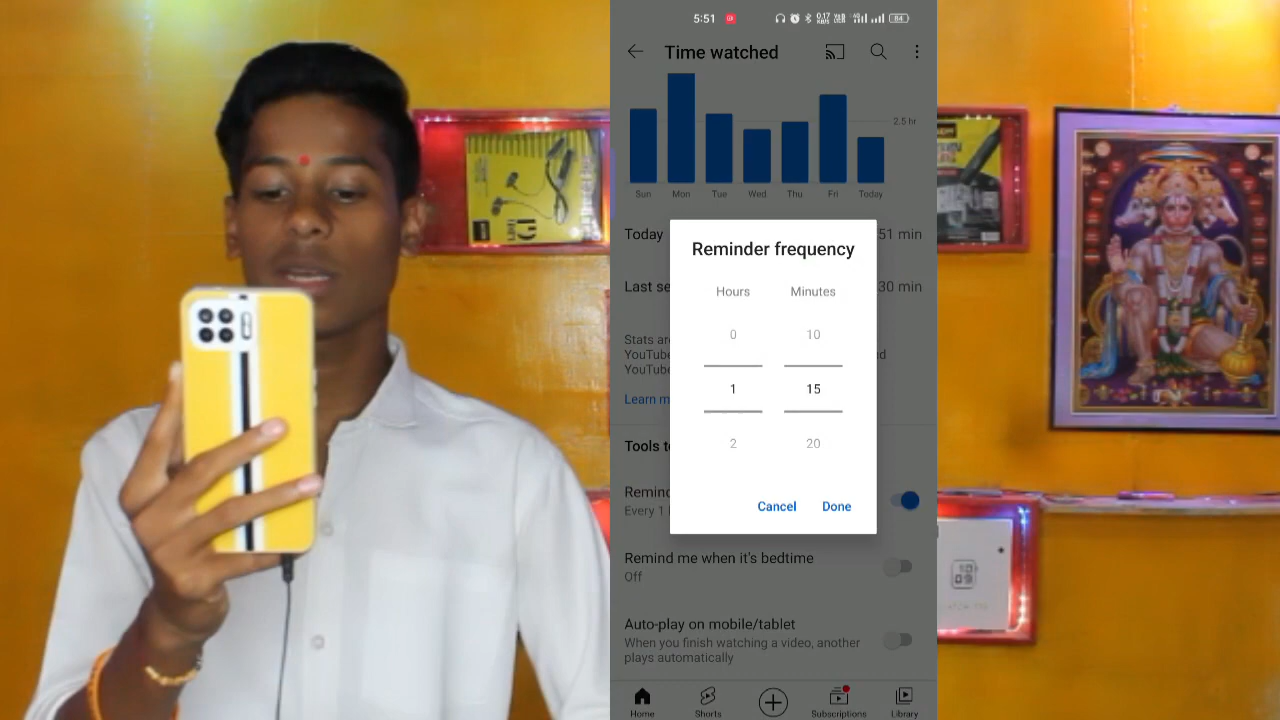 5:51
84
Time watched
2.5 hr
Sun Mon Tue Wed Thu Fri Today
Today 51 min
Last se 30 min
Reminder frequency
Hours Minutes
0 10
1 15
2 20
Cancel Done
Stats are
YouTube d
YouTube
Learn m
Tools to
Remind
Every 1
Remind me when it's bedtime
Off
Auto-play on mobile/tablet
When you finish watching a video, another
plays automatically
Home Shorts Subscriptions Library